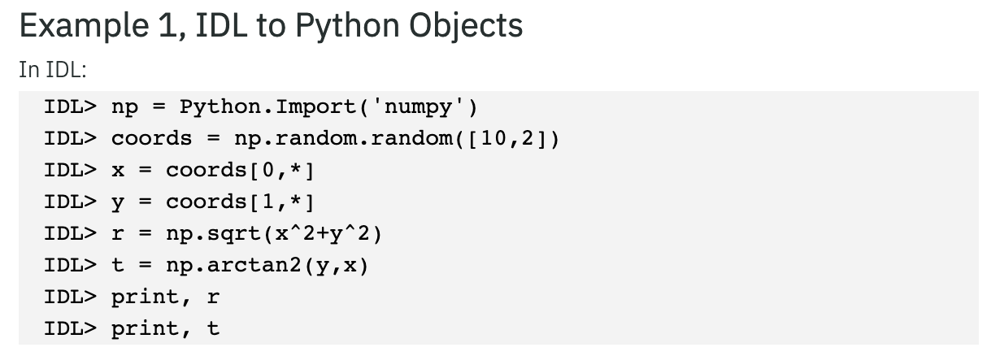 Example 1, IDL to Python Objects
In IDL:
IDL> np = Python.Import('numpy')
IDL> coords = np.random.random([10,2])
IDL> x = coords[0,*]
IDL> y = coords[1,*]
IDL> r = np.sqrt(x^2+y^2)
IDL> t = np.arctan2(y,x)
IDL> print, r
IDL> print, t